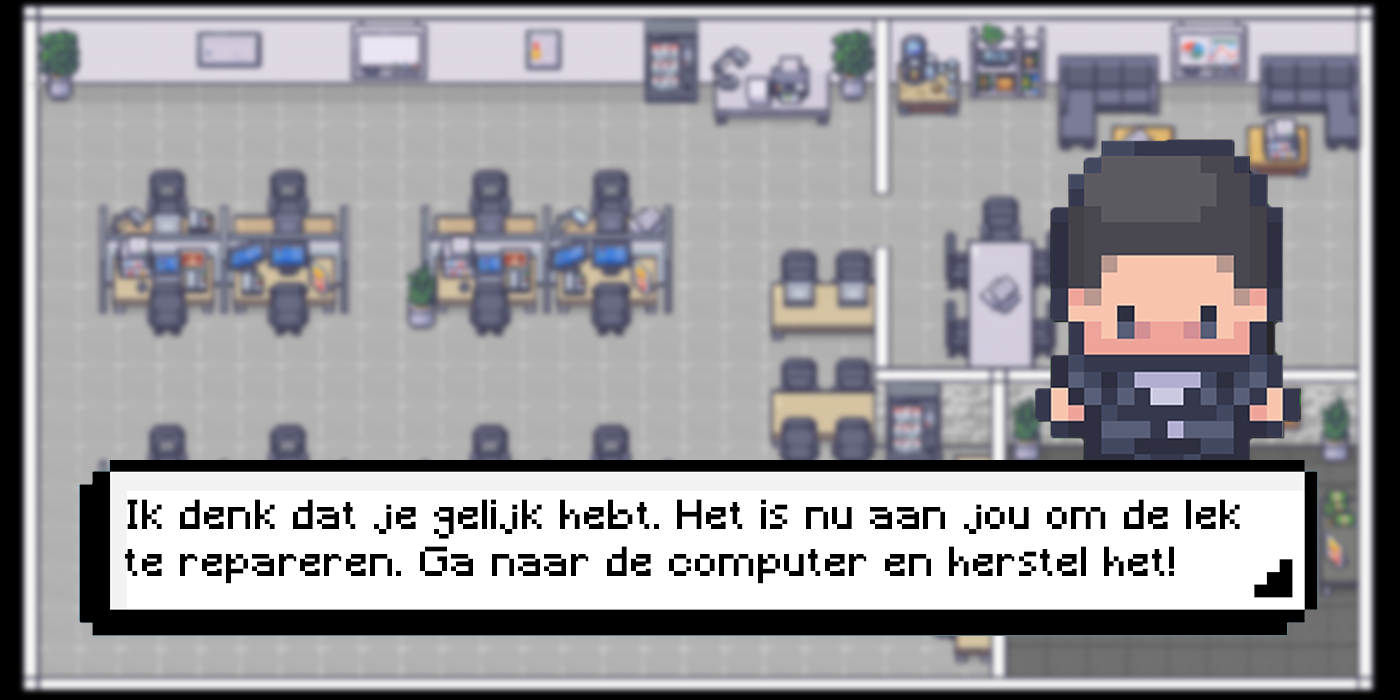 Ik denk dat je gelijk hebt. Het is nu aan jou om de lek
te repareren. Ga naar de computer en herstel het!